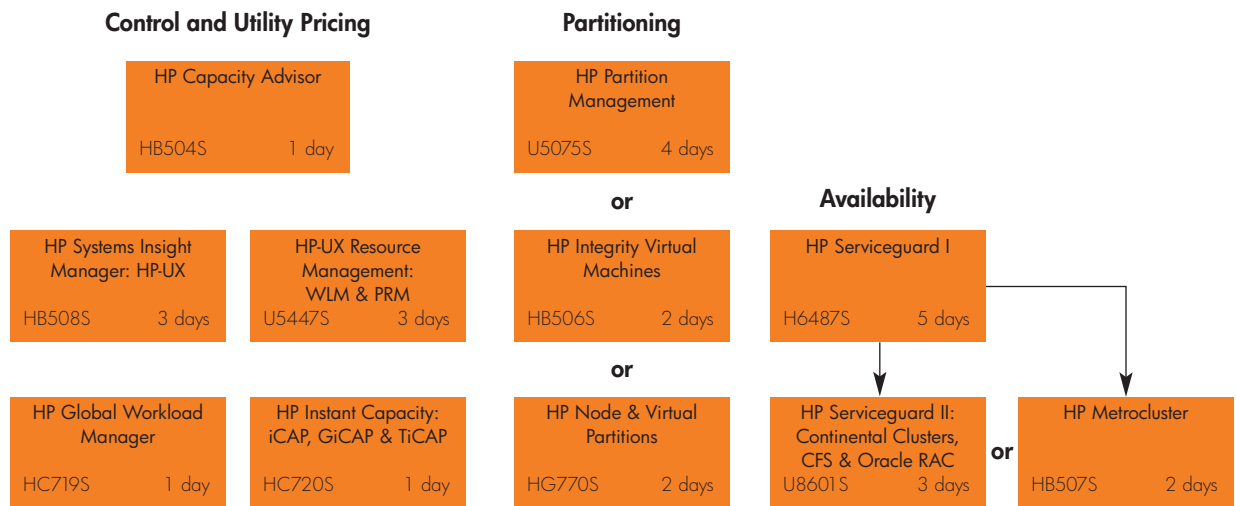 Control and Utility Pricing
HP Capacity Advisor
HB504S 1 day
HP Systems Insight
Manager: HP-UX
HB508S 3 days
HP-UX Resource
Management:
WLM & PRM
U5447S 3 days
HP Global Workload
Manager
HC719S 1 day
HP Instant Capacity:
iCAP, GiCAP & TiCAP
HC720S 1 day
Partitioning
HP Partition
Management
U5075S 4 days
or
HP Integrity Virtual
Machines
HB506S 2 days
or
HP Node & Virtual
Partitions
HG770S 2 days
Availability
HP Serviceguard I
H6487S 5 days
HP Serviceguard II:
Continental Clusters,
CFS & Oracle RAC
U8601S 3 days
or
HP Metrocluster
HB507S 2 days